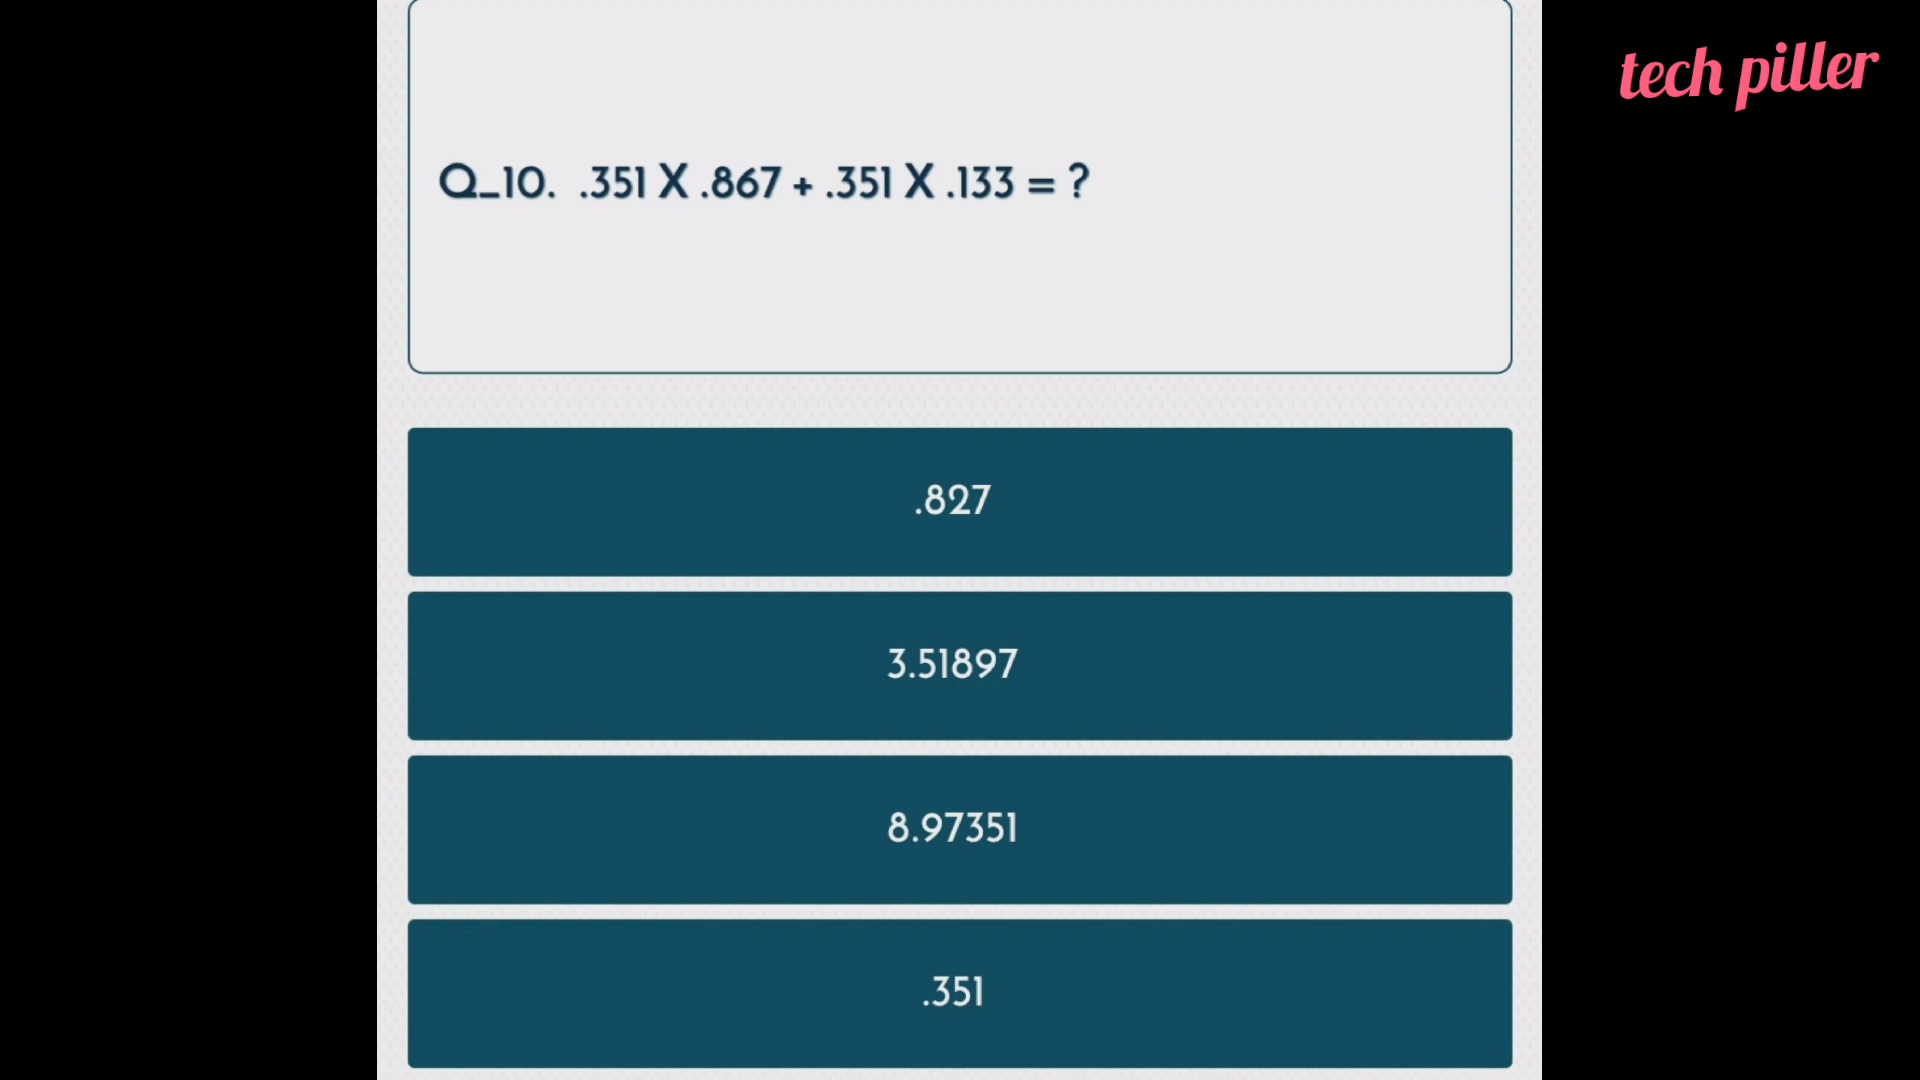 tech piller
Q_10. .351 X .867 + .351 X .133 = ?
.827
3.51897
8.97351
.351